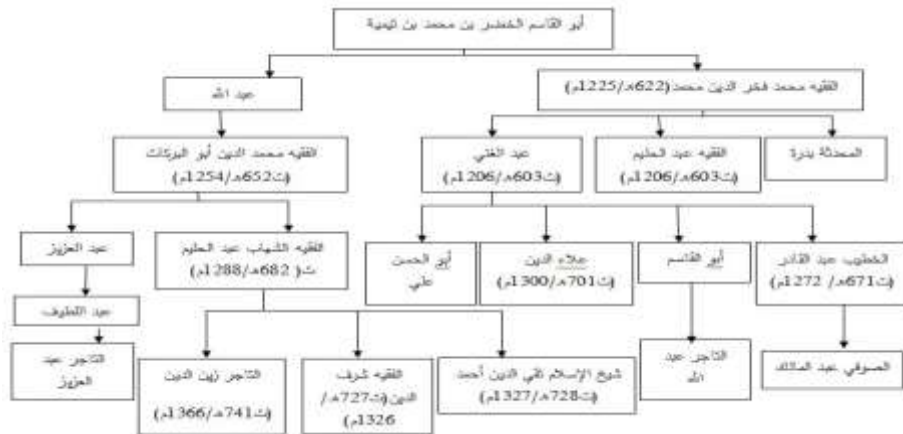 أبو القاسم الخضر بن محمد بن تيمية
الفقيه محمد فخر الدين محمد(622هـ/1225م)
عبد الله
المحدثة بدرة
الفقيه عبد الحليم
(ت603هـ/1206م)
عبد الغني
(ت603هـ/1206م)
الفقيه محمد الدين أبو البركات
(ت652هـ/1254م)
الخطيب عبد القادر
(ت671هـ/ 1272م)
أبو القاسم
علاء الدين
(ت701هـ/1300م)
أبو الحسن
علي
الفقيه الشهاب عبد الحليم
ت( 682هـ/1288م)
عبد العزيز
عبد اللطيف
الصوفي عبد المالك
التاجر عبد
الله
شيخ الإسلام تقي الدين أحمد
(ت728هـ/1327م)
الفقيه شرف
الدين(ت727هـ/
1326م)
التاجر زين الدين
(ت741هـ/1366م)
التاجر عبد
العزيز